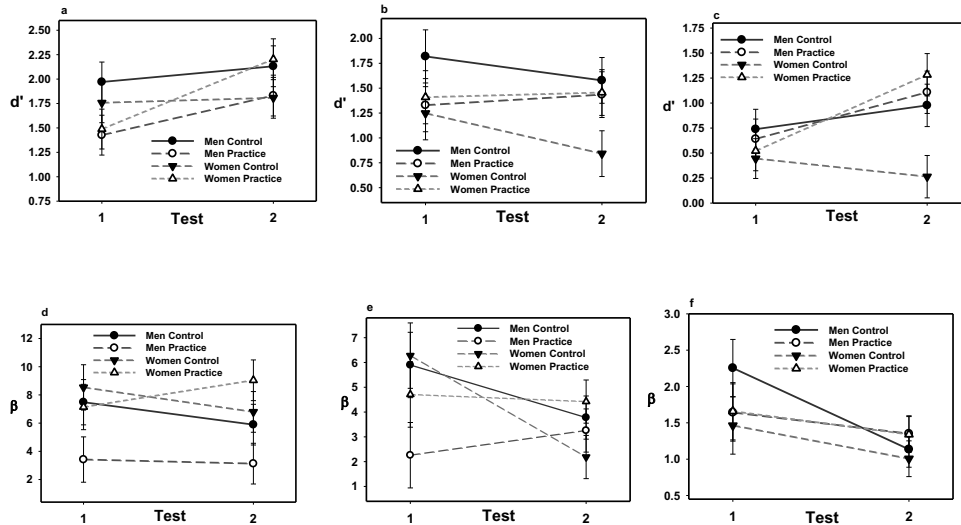 a
2.50
2.25
2.00
1.75
1.50
1.25
1.00
0.75
d'
Men Control
Men Practice
Women Control
Women Practice
1
2
Test
b
2.00
1.75
1.50
1.25
1.00
0.75
0.50
d'
Men Control
Men Practice
Women Control
Women Practice
1
2
Test
c
1.75
1.50
1.25
1.00
0.75
0.50
0.25
0.00
d'
Men Control
Men Practice
Women Control
Women Practice
1
2
Test
d
12
10
8
6
4
2
β
Men Control
Men Practice
Women Control
Women Practice
1
2
Test
e
7
6
5
4
3
2
1
β
Men Control
Men Practice
Women Control
Women Practice
1
2
Test
f
3.0
2.5
2.0
1.5
1.0
0.5
β
Men Control
Men Practice
Women Control
Women Practice
1
2
Test